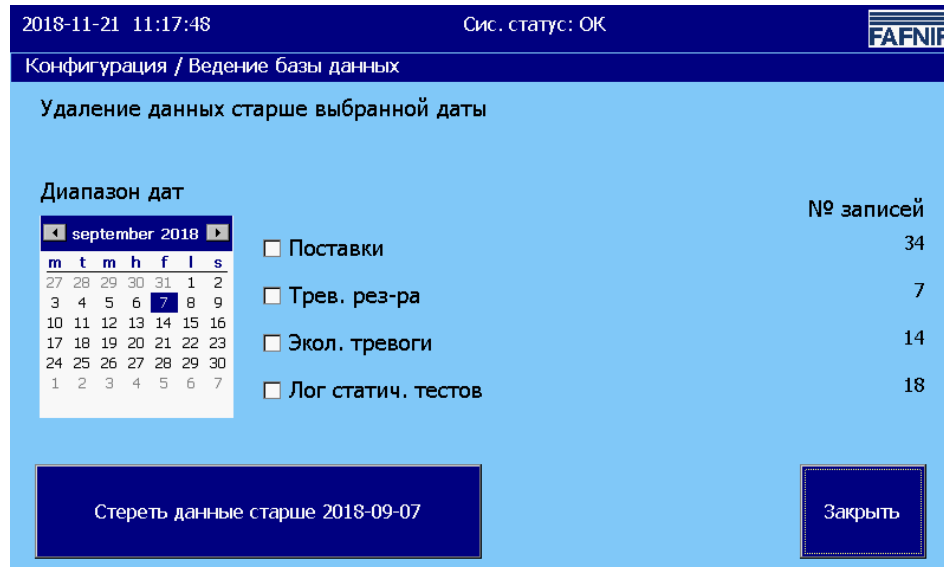 2018-11-21 11:17:48 Сис. статус: ОК FAFNIR
Конфигурация / Ведение базы данных
Удаление данных старше выбранной даты
Диапазон дат
№ записей
september 2018
m t m h f l s
27 28 29 30 31 1 2
3 4 5 6 7 8 9
10 11 12 13 14 15 16
17 18 19 20 21 22 23
24 25 26 27 28 29 30
1 2 3 4 5 6 7
Поставки 34
Трев. рез-ра 7
Экол. тревоги 14
Лог статич. тестов 18
Стереть данные старше 2018-09-07
Закрыть